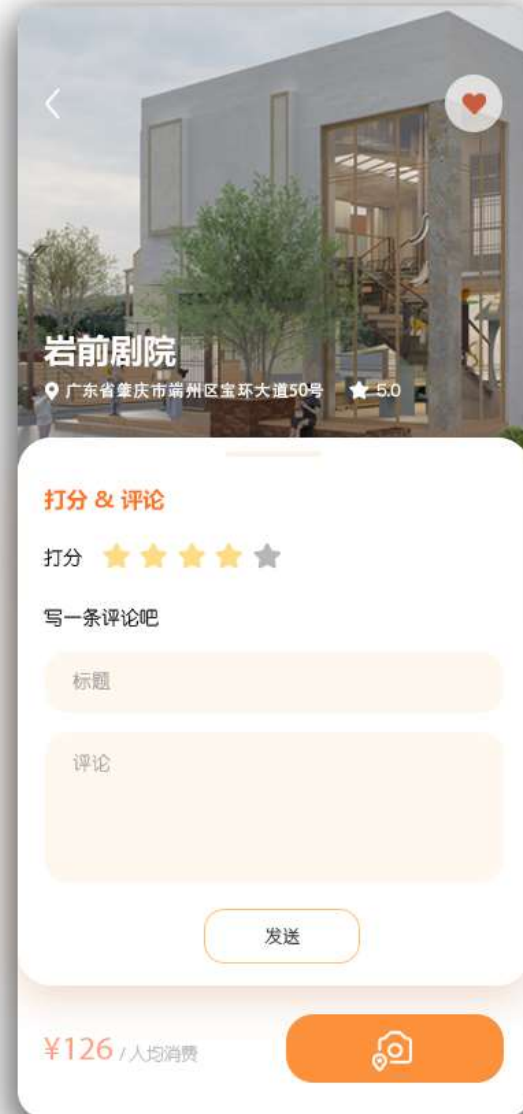 岩前剧院
广东省肇庆市端州区宝环大道50号 5.0
打分 & 评论
打分
写一条评论吧
标题
评论
发送
¥126 / 人均消费